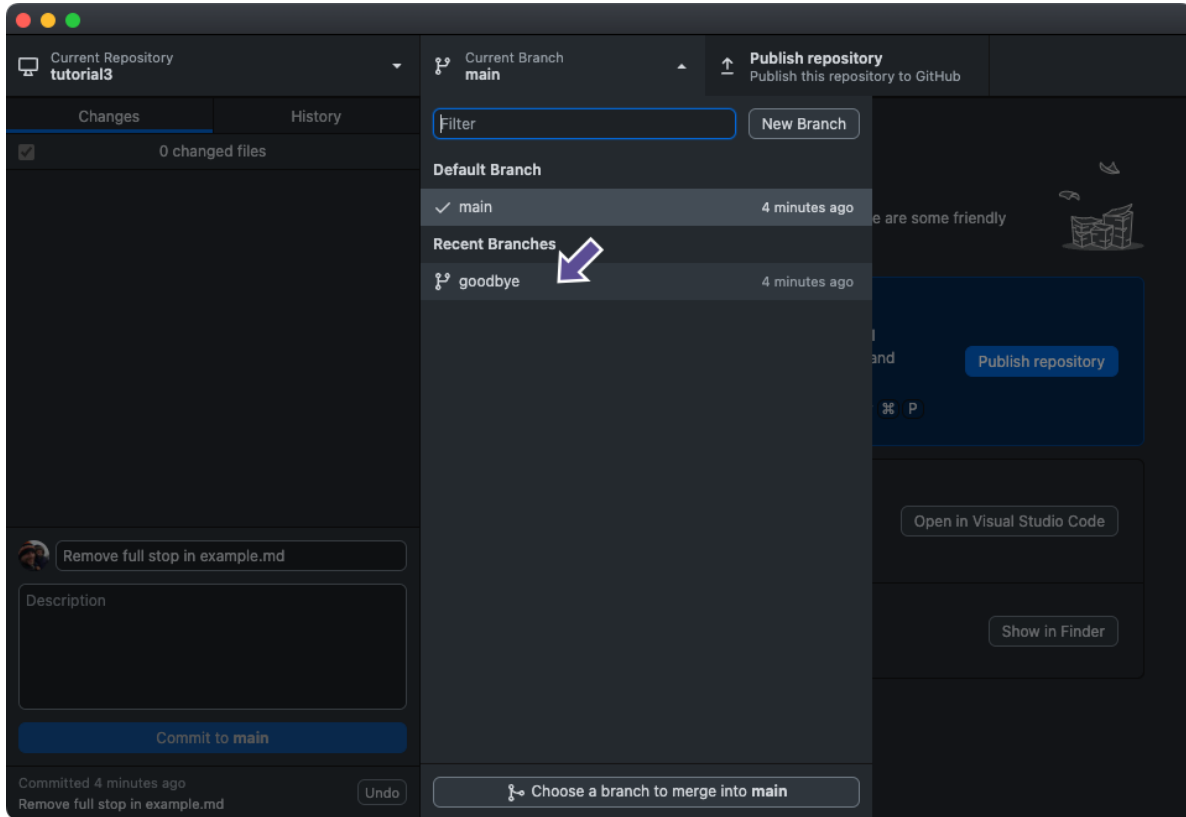 Current Repository
tutorial3
Current Branch
main
Publish repository
Publish this repository to GitHub
Changes
History
0 changed files
Filter
New Branch
Default Branch
main
4 minutes ago
Recent Branches
goodbye
4 minutes ago
e are some friendly
and
Publish repository
⌘ P
Open in Visual Studio Code
Show in Finder
Remove full stop in example.md
Description
Commit to main
Committed 4 minutes ago
Remove full stop in example.md
Undo
Choose a branch to merge into main